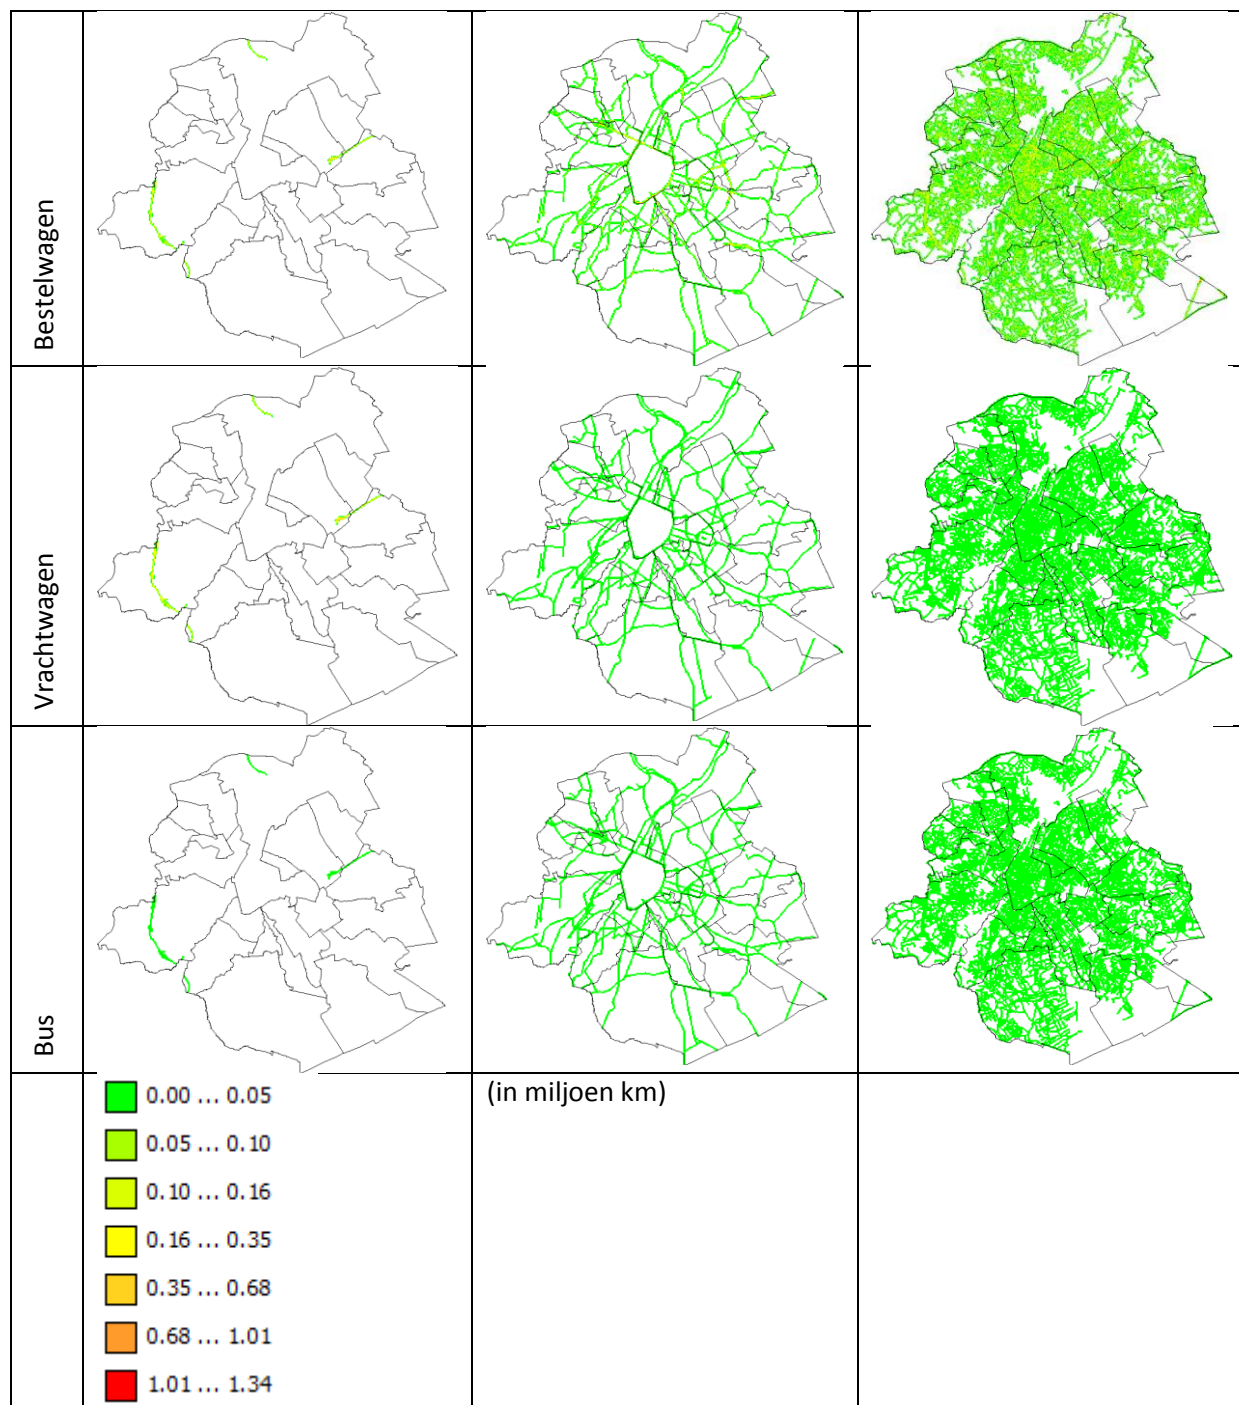 Bestelwagen
Vrachtwagen
Bus
0.00 ... 0.05
0.05 ... 0.10
0.10 ... 0.16
0.16 ... 0.35
0.35 ... 0.68
0.68 ... 1.01
1.01 ... 1.34
(in miljoen km)